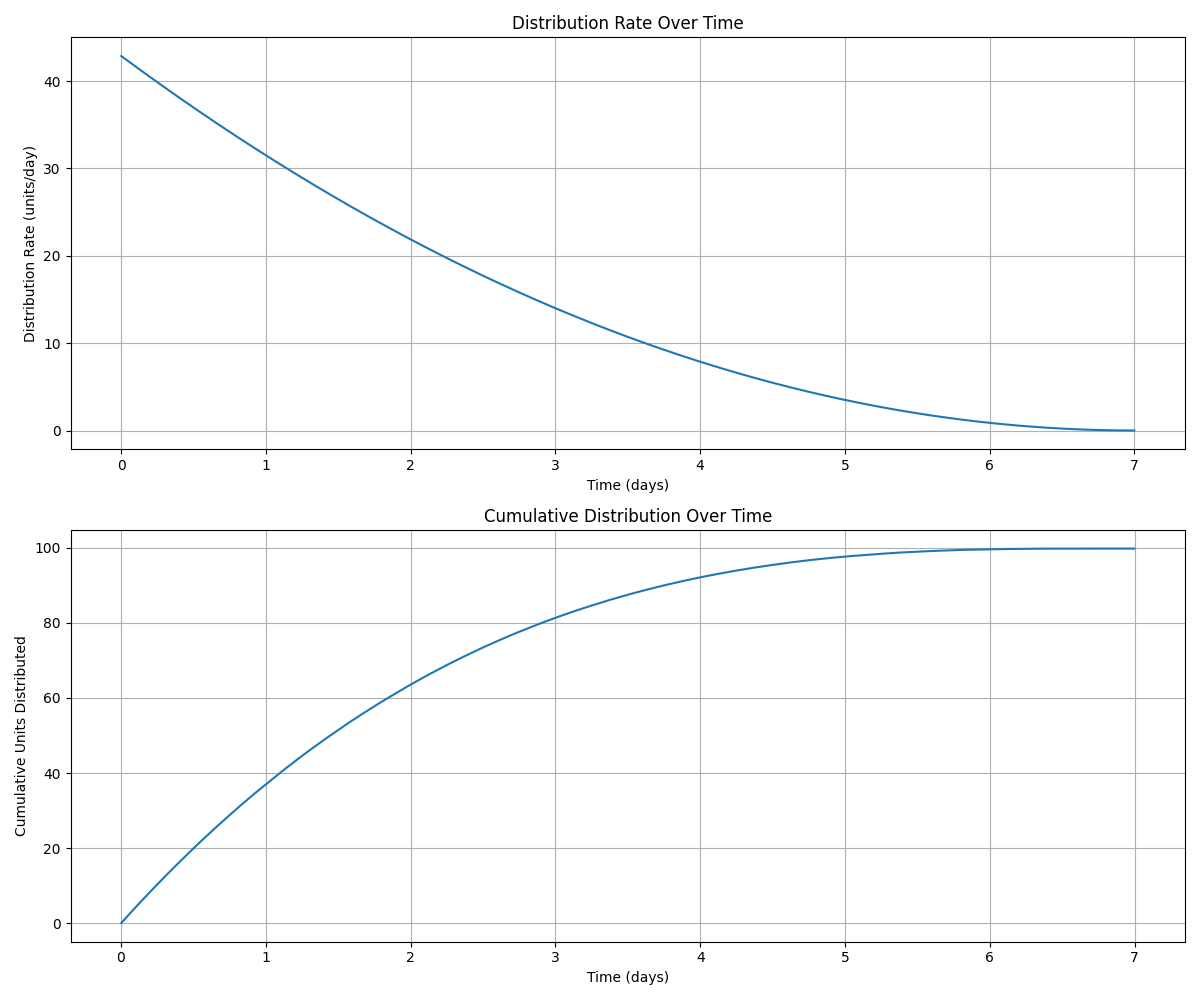 Distribution Rate Over Time
Distribution Rate (units/day)
40
30
20
10
0
0 1 2 3 4 5 6 7
Time (days)
Cumulative Distribution Over Time
Cumulative Units Distributed
100
80
60
40
20
0
0 1 2 3 4 5 6 7
Time (days)